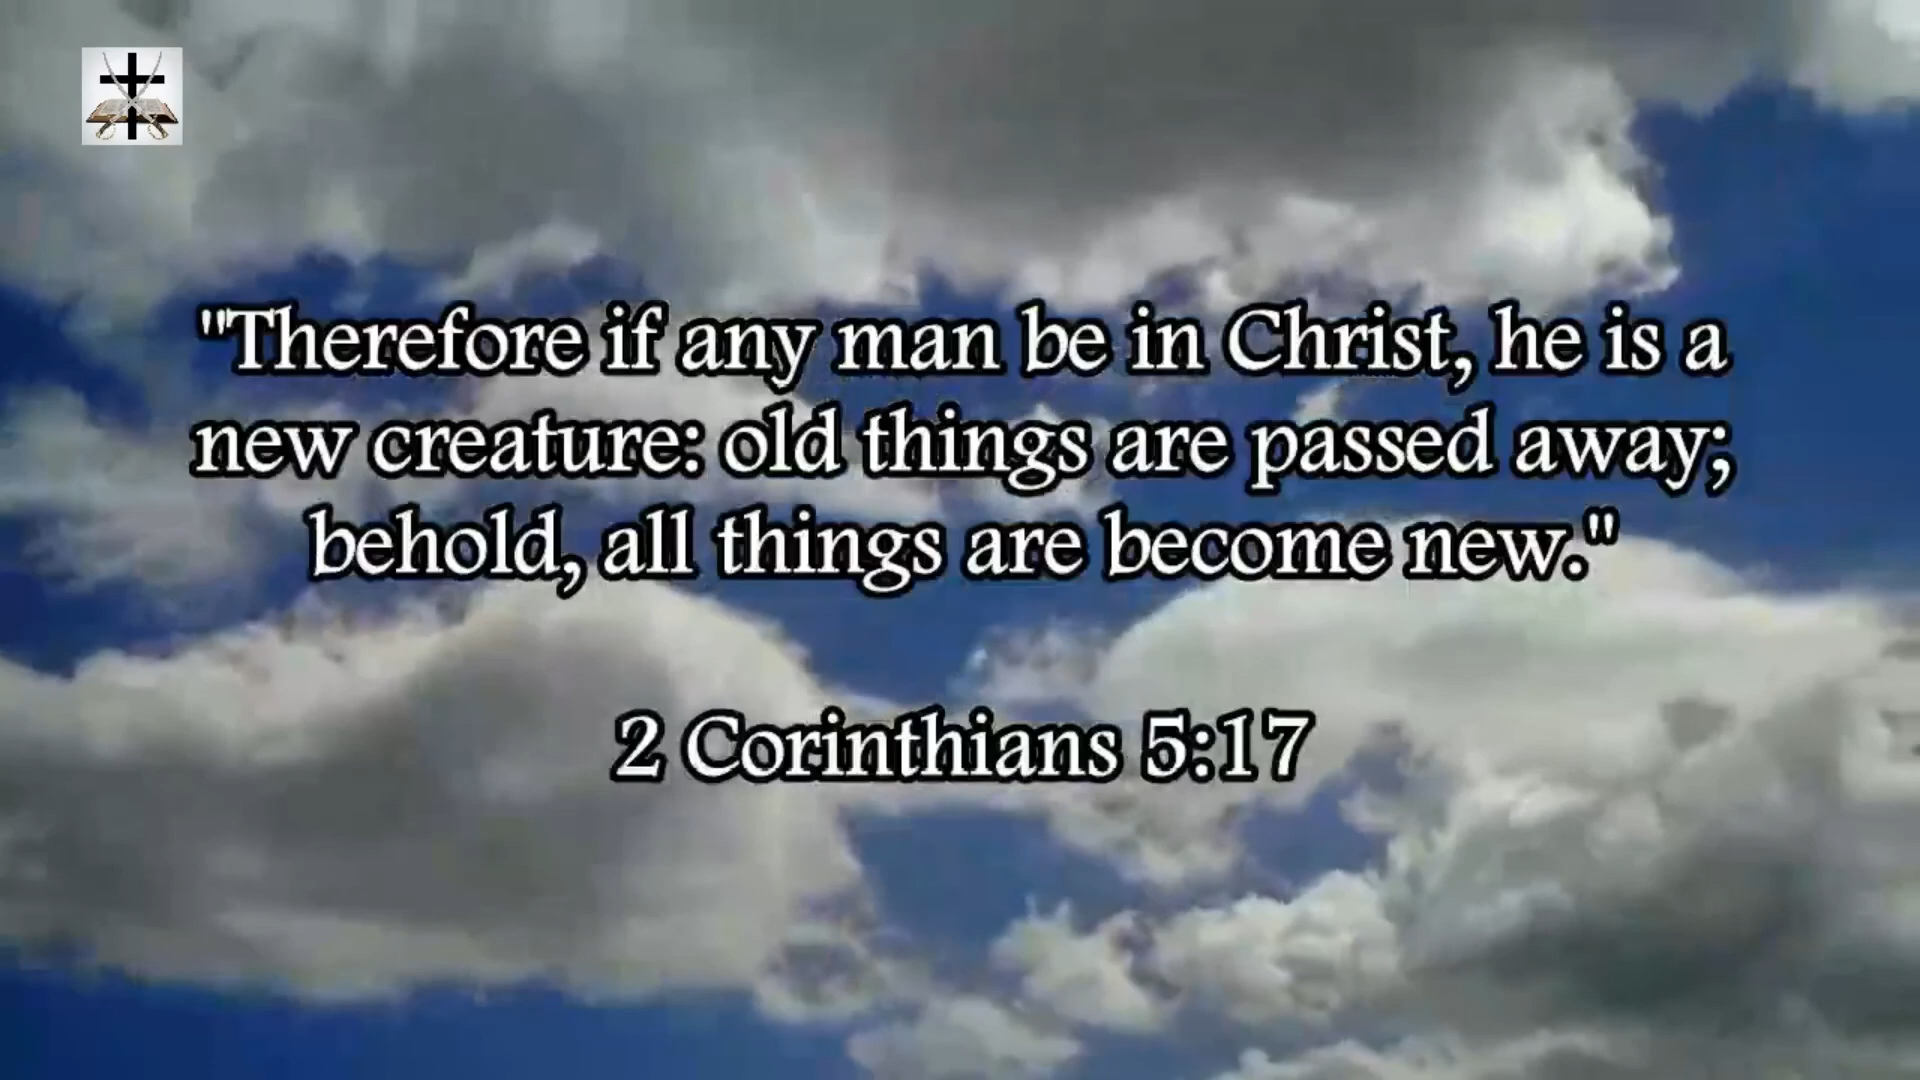 "Therefore if any man be in Christ, he is a
new creature: old things are passed away;
behold, all things are become new."
2 Corinthians 5:17